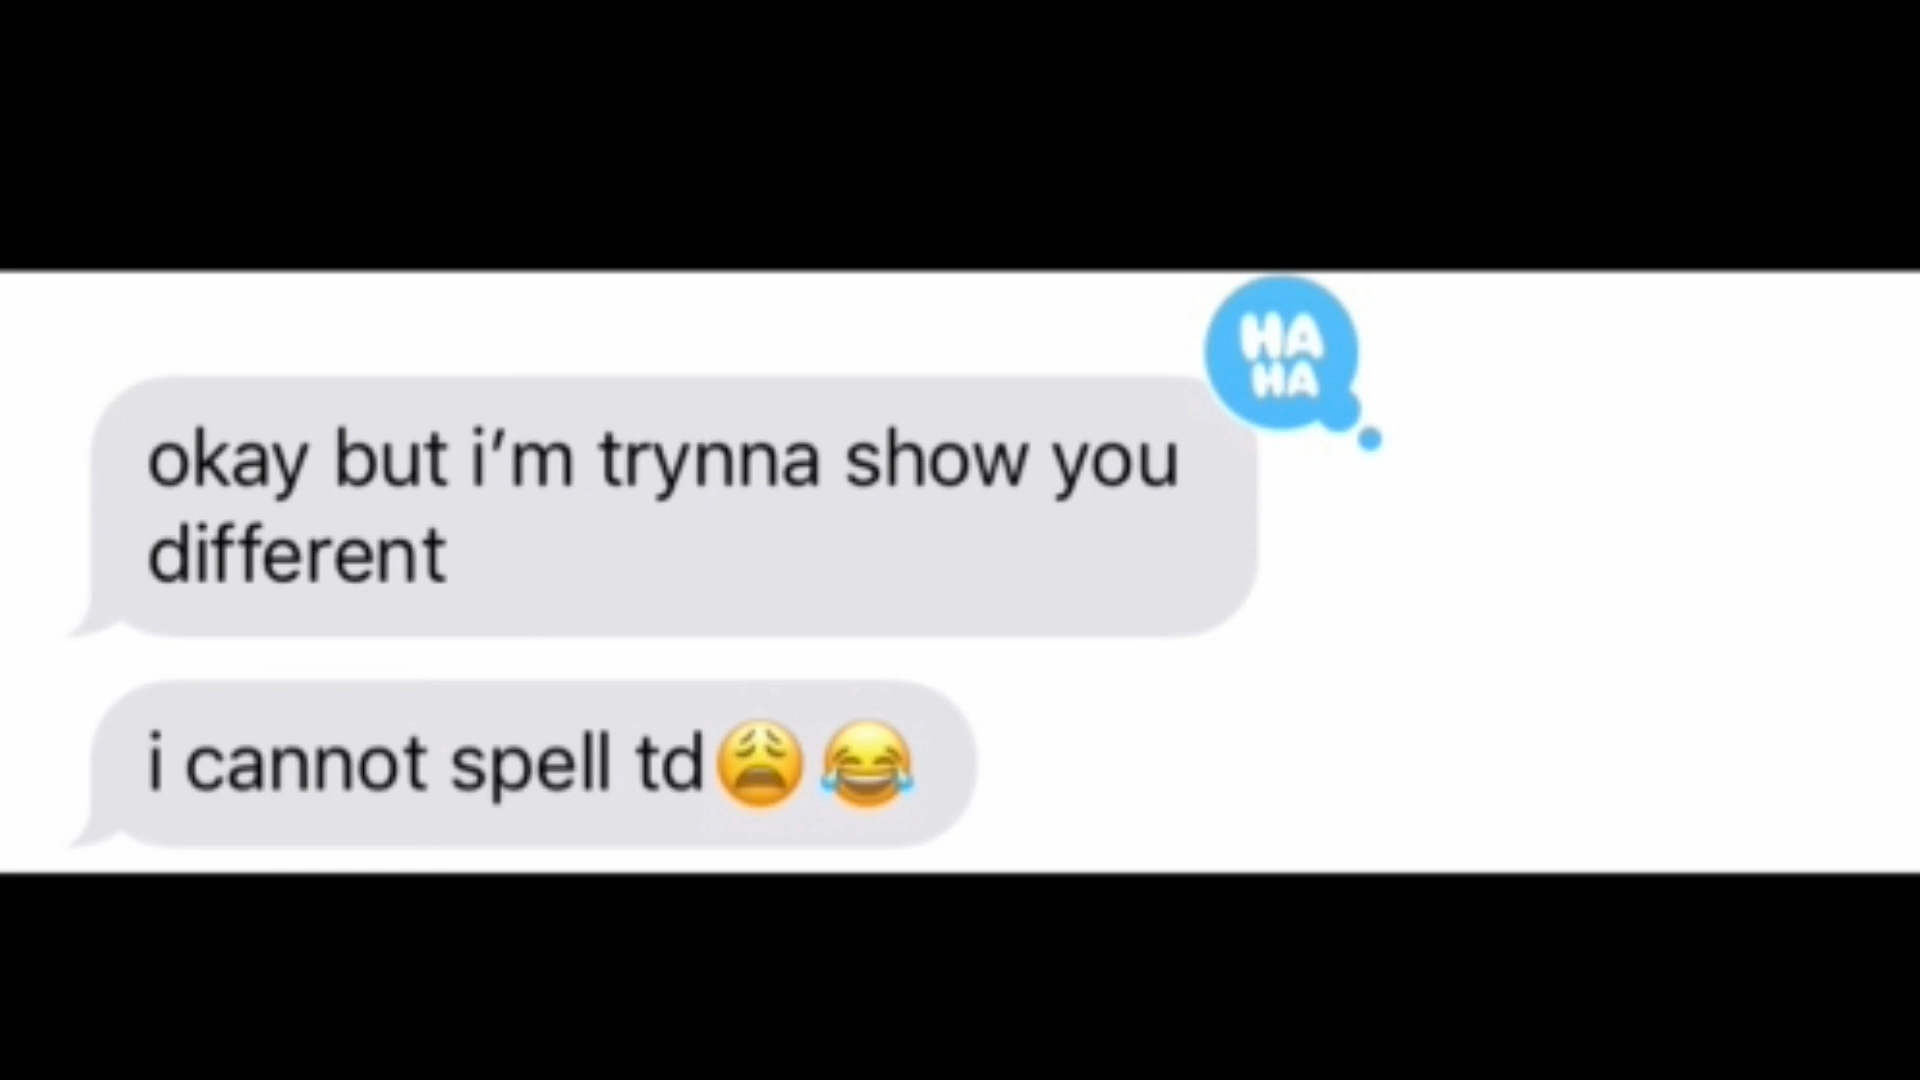 HA
HA
okay but i’m trynna show you
different
i cannot spell td😩😂